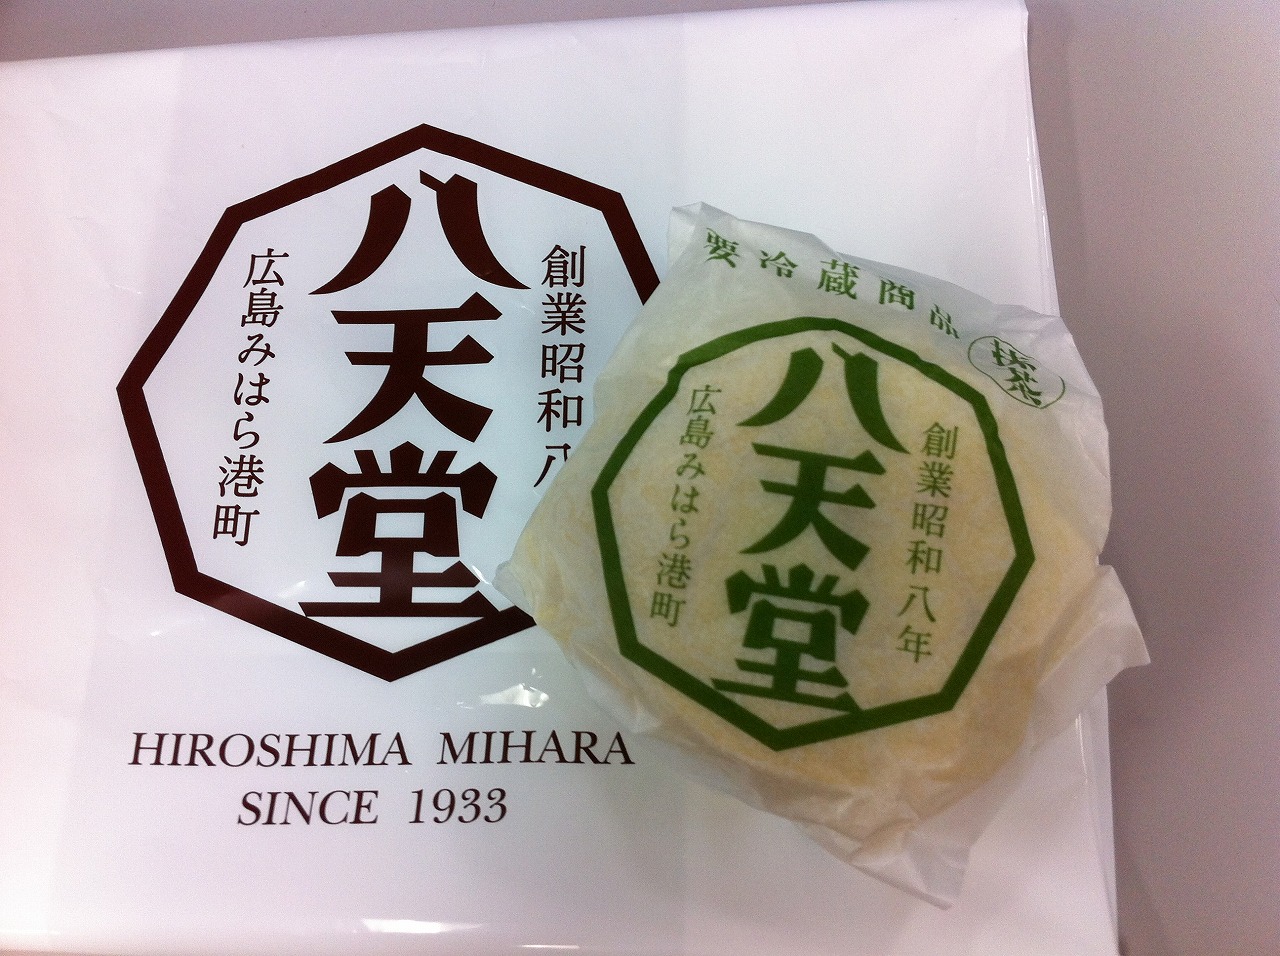 八天堂
創業昭和八
広島みはら港町
HIROSHIMA MIHARA
SINCE 1933
要冷蔵商品
抹茶
八天堂
創業昭和八年
広島みはら港町